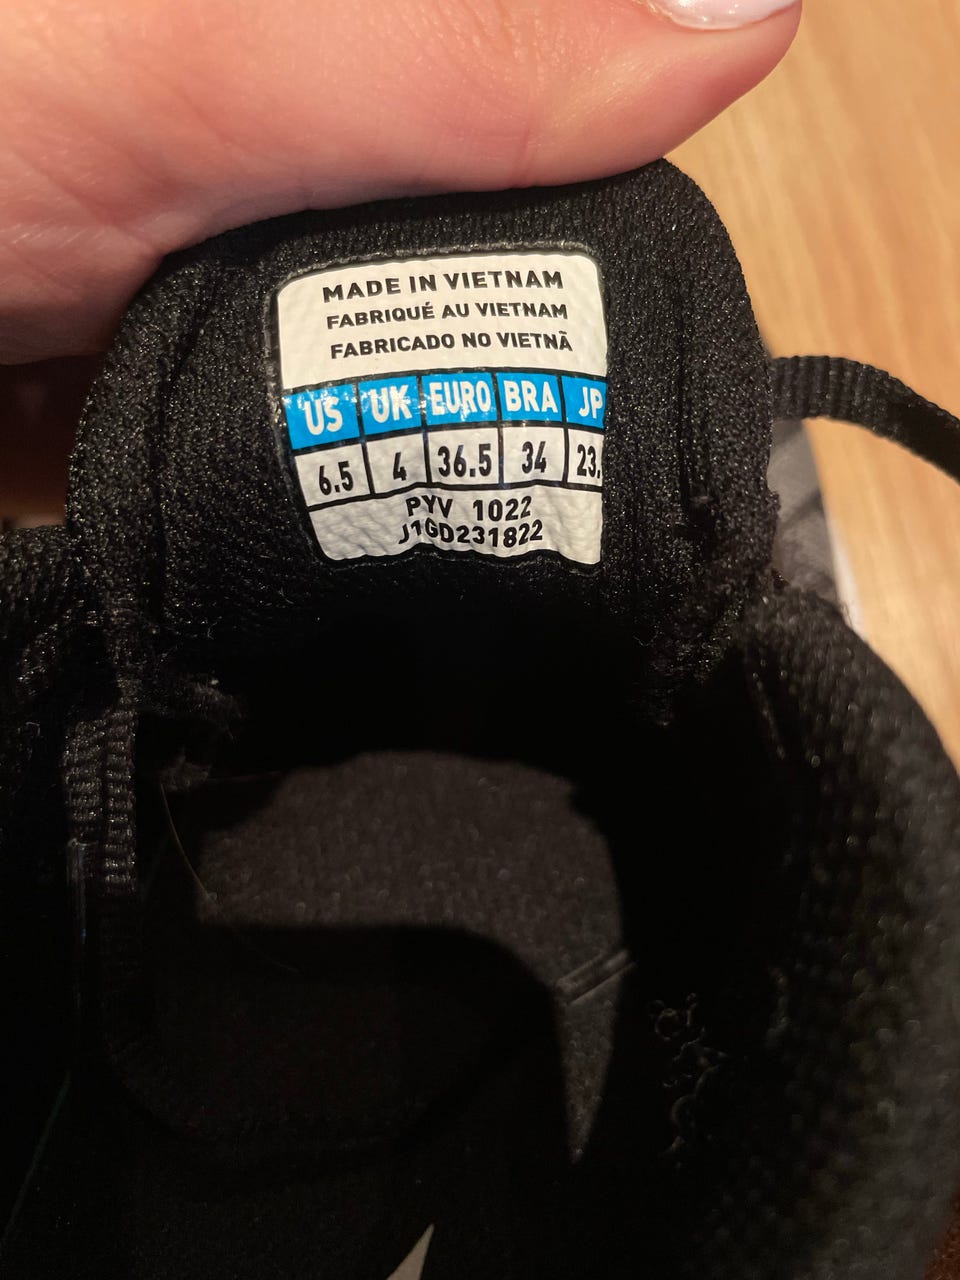 MADE IN VIETNAM
FABRIQUÉ AU VIETNAM
FABRICADO NO VIETNÃ
US UK EURO BRA JP
6.5 4 36.5 34 23.
PYV 1022
J1GD231822